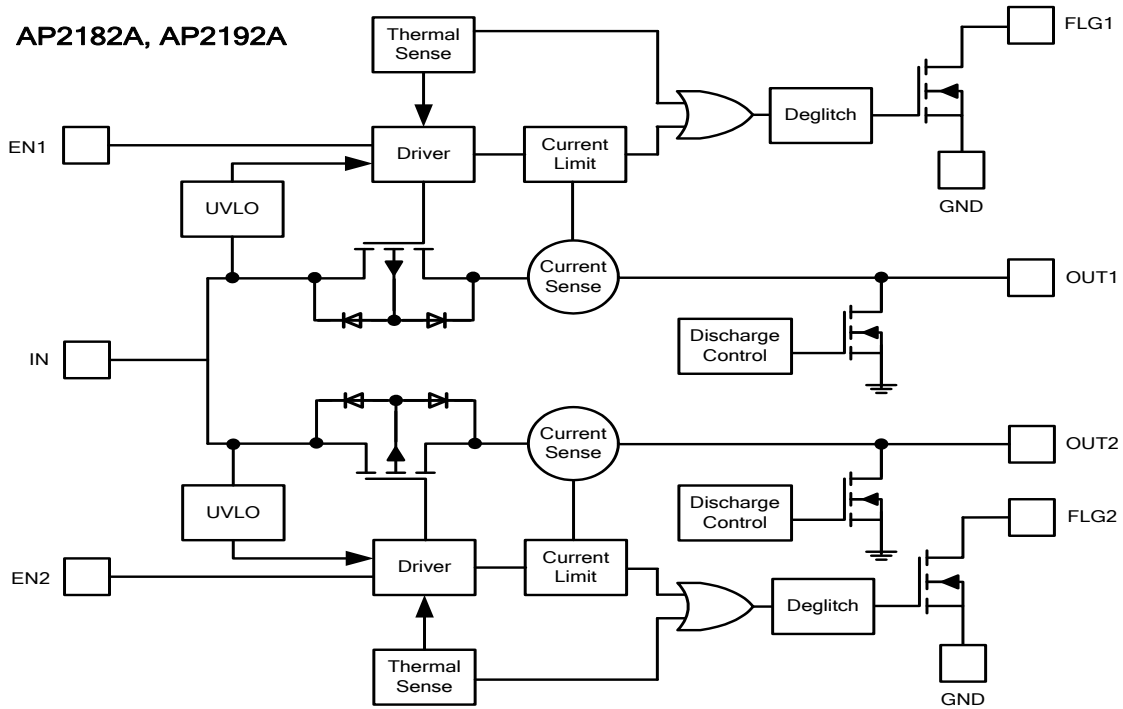 AP2182A, AP2192A
Thermal
Sense
FLG1
Deglitch
EN1
Driver
Current
Limit
UVLO
GND
Current
Sense
OUT1
Discharge
Control
IN
Current
Sense
OUT2
UVLO
Discharge
Control
FLG2
Driver
Current
Limit
EN2
Deglitch
Thermal
Sense
GND